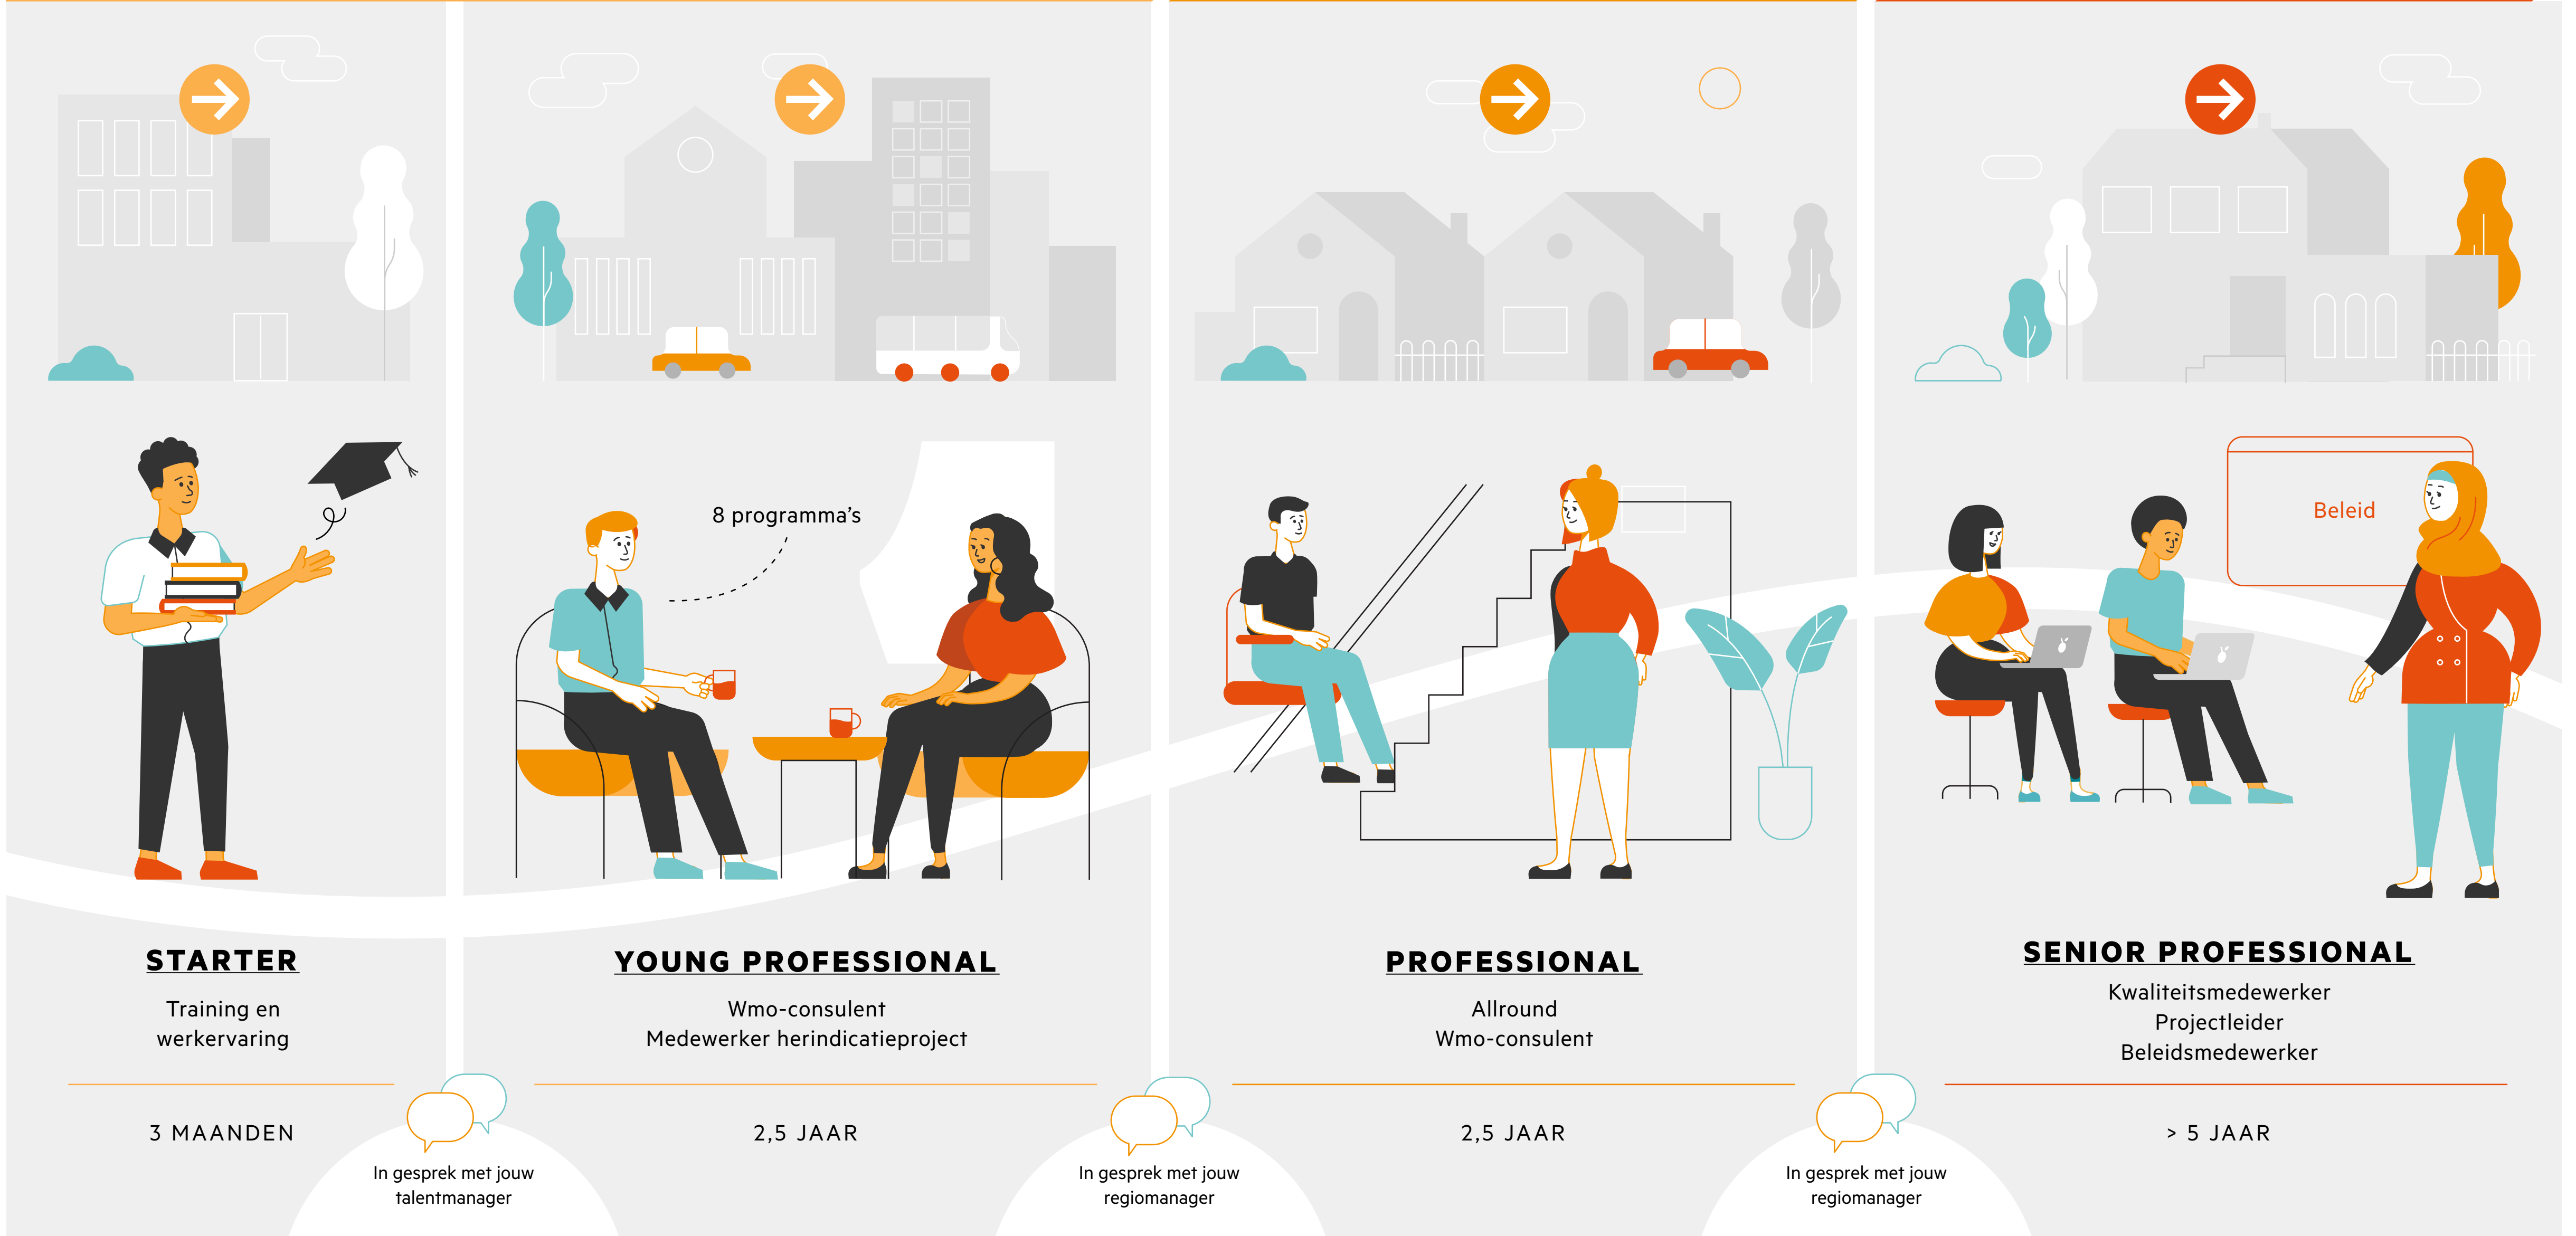 8 programma's
Beleid
STARTER
Training en
werkervaring
3 MAANDEN
In gesprek met jouw
talentmanager
YOUNG PROFESSIONAL
Wmo-consulent
Medewerker herindicatieproject
2,5 JAAR
In gesprek met jouw
regiomanager
PROFESSIONAL
Allround
Wmo-consulent
2,5 JAAR
In gesprek met jouw
regiomanager
SENIOR PROFESSIONAL
Kwaliteitsmedewerker
Projectleider
Beleidsmedewerker
> 5 JAAR